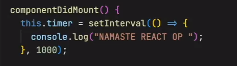 componentDidMount() {
this.timer = setInterval(() => {
console.log("NAMASTE REACT OP ");
}, 1000);